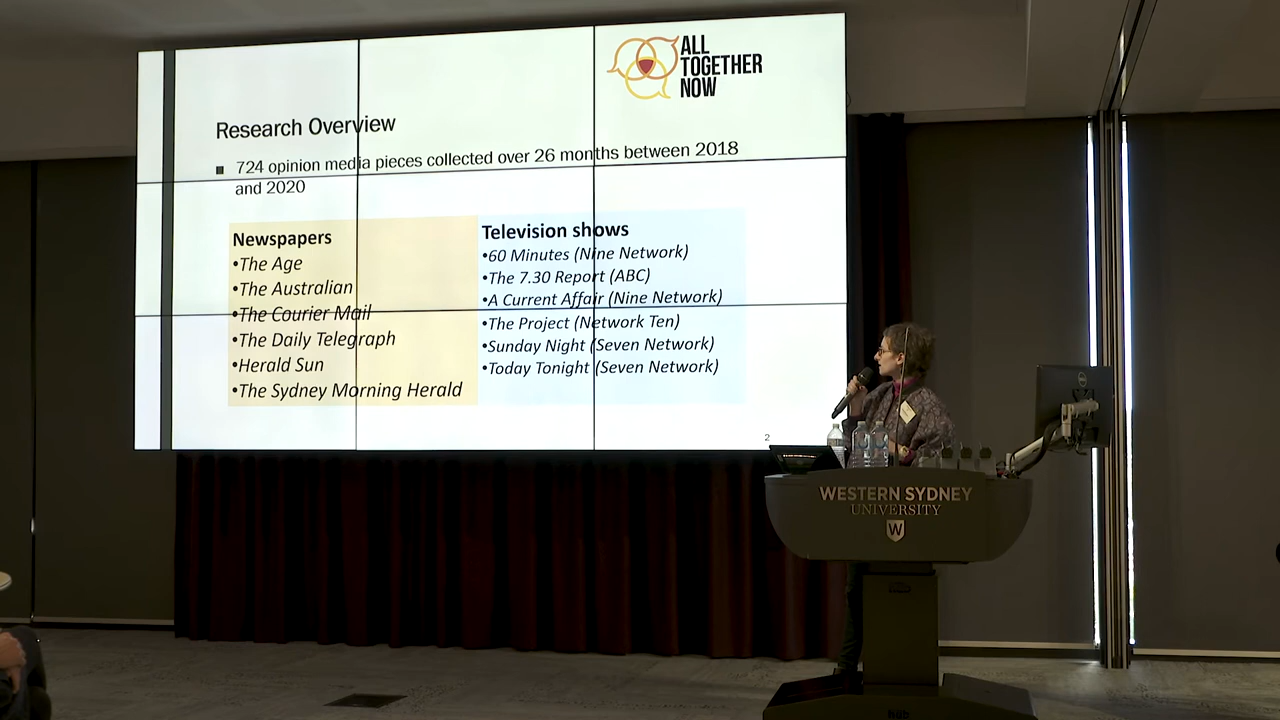 ALL
TOGETHER
NOW
Research Overview
724 opinion media pieces collected over 26 months between 2018
and 2020
Newspapers
•The Age
•The Australian
•The Courier Mail
•The Daily Telegraph
•Herald Sun
•The Sydney Morning Herald
Television shows
•60 Minutes (Nine Network)
•The 7.30 Report (ABC)
•A Current Affair (Nine Network)
•The Project (Network Ten)
•Sunday Night (Seven Network)
•Today Tonight (Seven Network)
2
WESTERN SYDNEY
UNIVERSITY
W